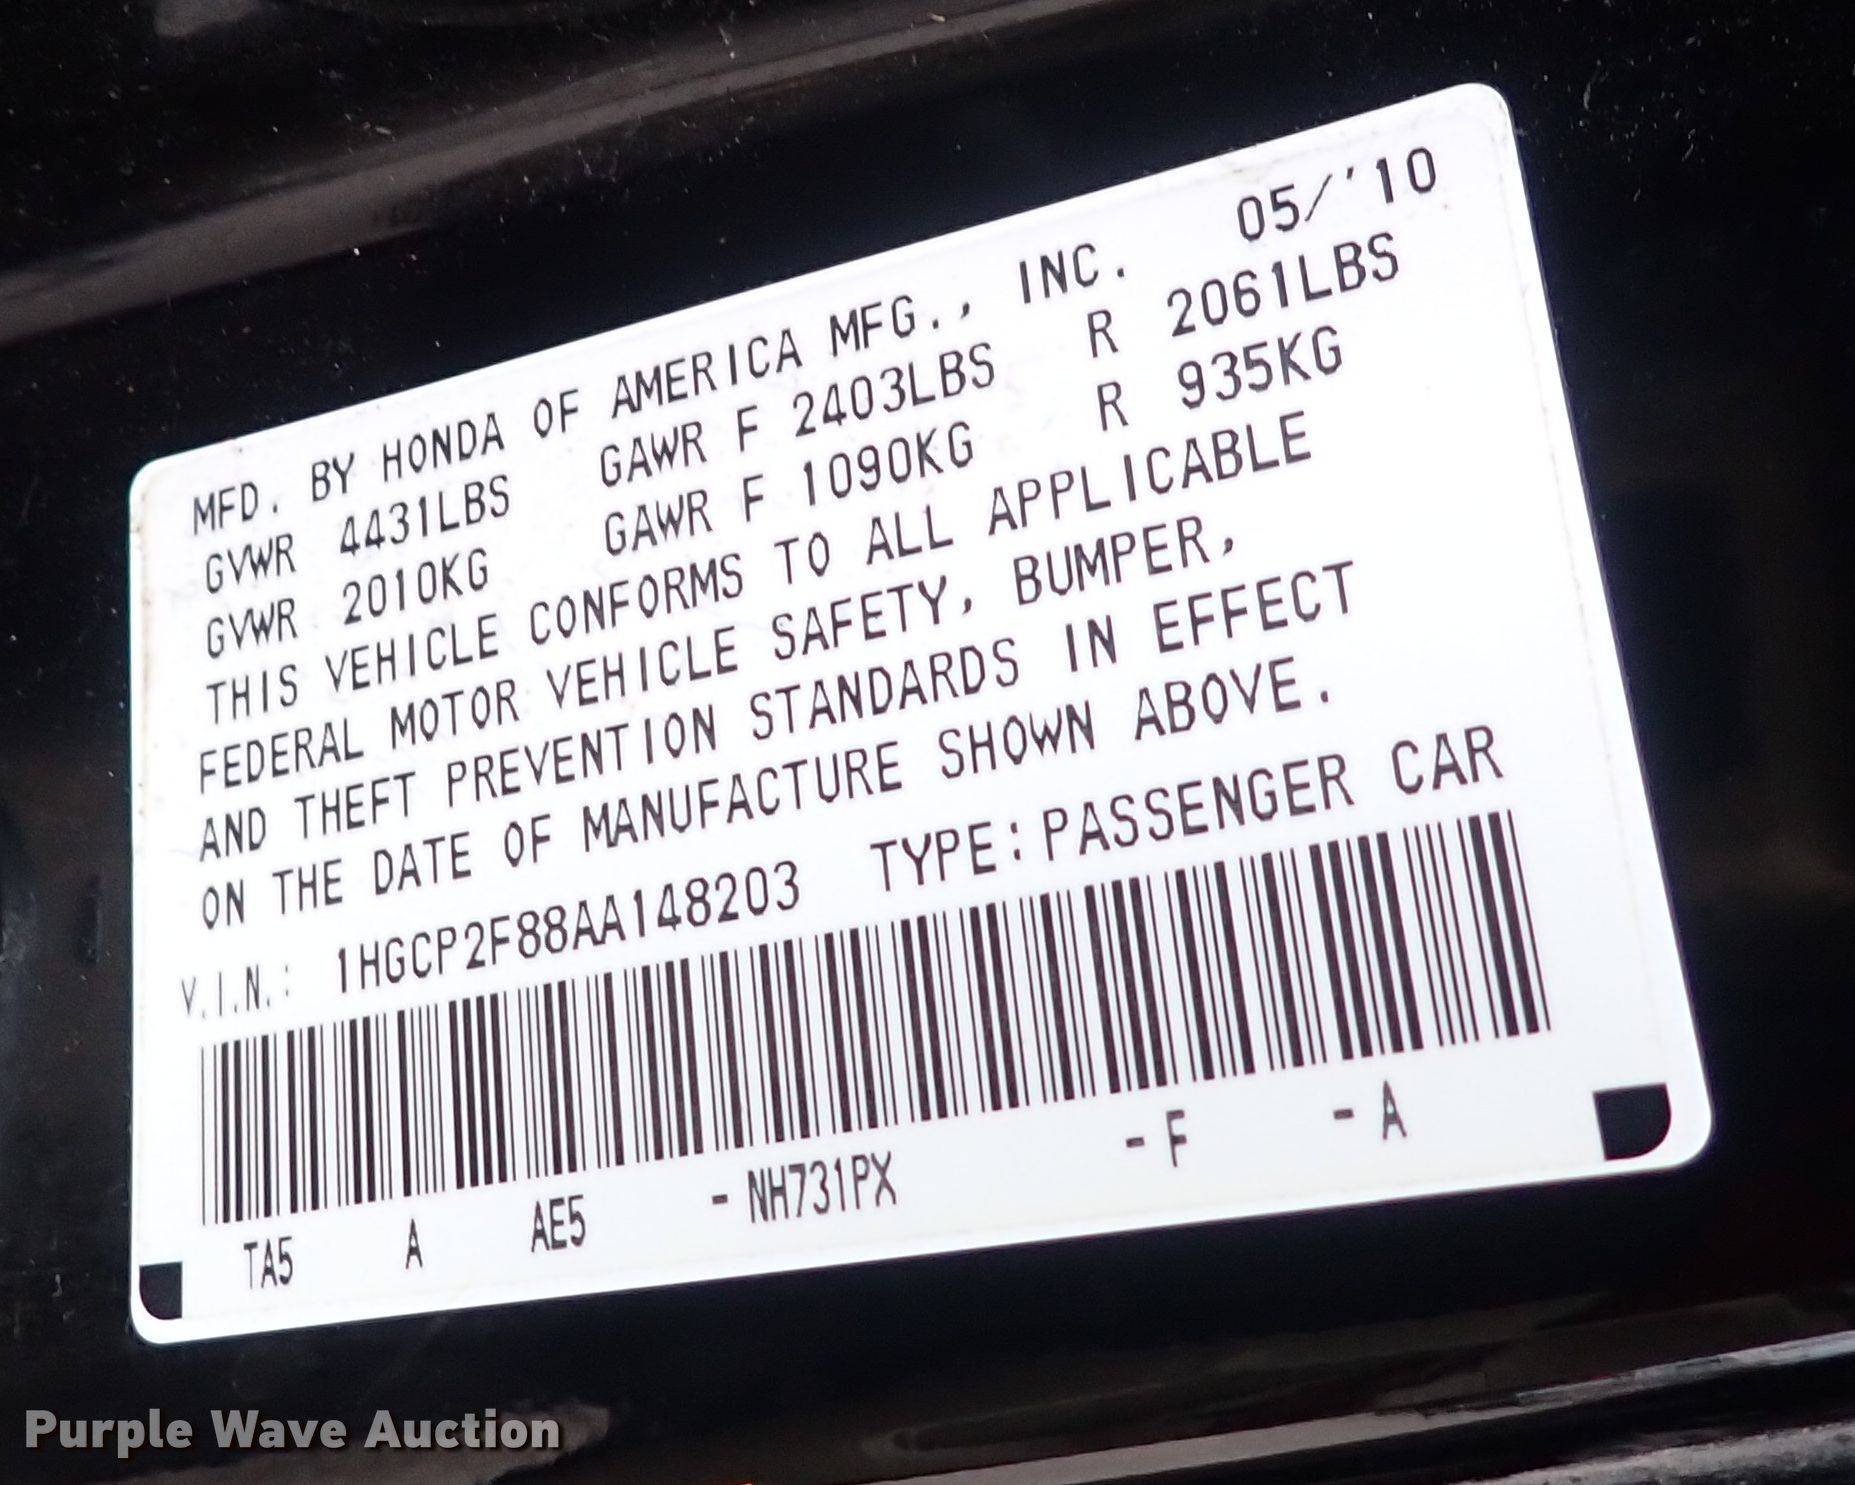 MFD. BY HONDA OF AMERICA MFG., INC. 05/'10
GVWR 4431LBS GAWR F 2403LBS R 2061LBS
GVWR 2010KG GAWR F 1090KG R 935KG
THIS VEHICLE CONFORMS TO ALL APPLICABLE
FEDERAL MOTOR VEHICLE SAFETY, BUMPER,
AND THEFT PREVENTION STANDARDS IN EFFECT
ON THE DATE OF MANUFACTURE SHOWN ABOVE.
V.I.N.: 1HGCP2F88AA148203 TYPE:PASSENGER CAR
TA5 A AE5 -NH731PX -F -A
Purple Wave Auction